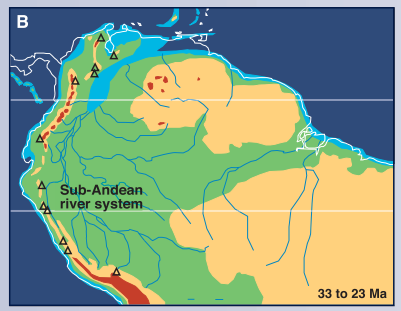 B
Sub-Andean
river system
33 to 23 Ma